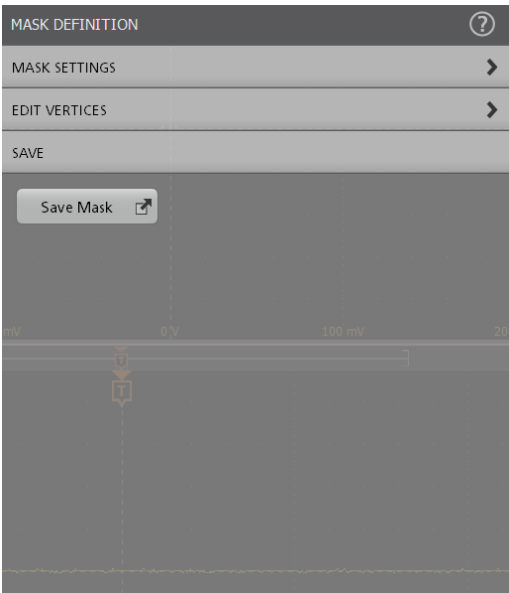 MASK DEFINITION ?
MASK SETTINGS
EDIT VERTICES
SAVE
Save Mask
mV 0 V 100 mV 20
U
T